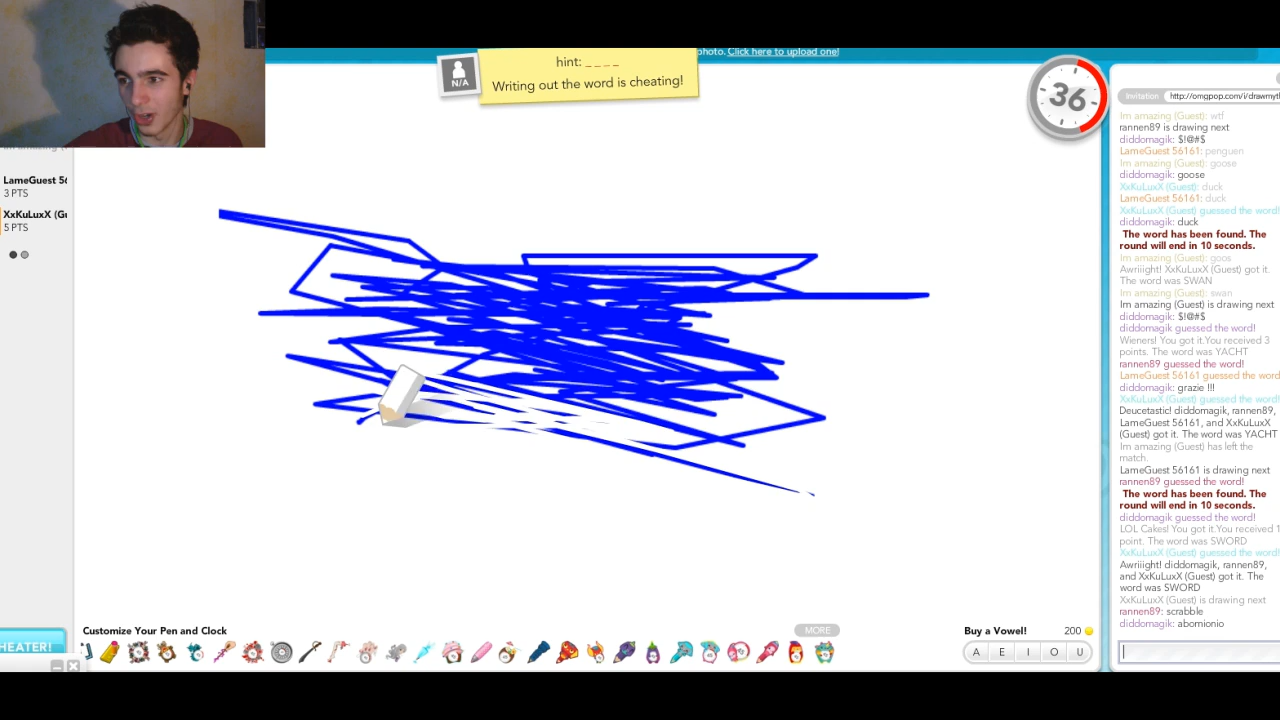 photo. Click here to upload one!
hint: _ _ _ _
N/A
Writing out the word is cheating!
36
Invitation http://omgpop.com/i/drawmyth
LameGuest 56
3 PTS
XxKuLuxX (Gu
5 PTS
Im amazing (Guest): wtf
rannen89 is drawing next
diddomagik: $!@#$
LameGuest 56161: penguen
Im amazing (Guest): goose
diddomagik: goose
XxKuLuxX (Guest): duck
LameGuest 56161: duck
XxKuLuxX (Guest) guessed the word!
diddomagik: duck
The word has been found. The
round will end in 10 seconds.
Im amazing (Guest): goos
Awriiight! XxKuLuxX (Guest) got it.
The word was SWAN
Im amazing (Guest): swan
Im amazing (Guest) is drawing next
diddomagik: $!@#$
diddomagik guessed the word!
Wieners! You got it.You received 3
points. The word was YACHT
rannen89 guessed the word!
LameGuest 56161 guessed the word
diddomagik: grazie !!!
XxKuLuxX (Guest) guessed the word!
Deucetastic! diddomagik, rannen89,
LameGuest 56161, and XxKuLuxX
(Guest) got it. The word was YACHT
Im amazing (Guest) has left the
match.
LameGuest 56161 is drawing next
rannen89 guessed the word!
The word has been found. The
round will end in 10 seconds.
diddomagik guessed the word!
LOL Cakes! You got it.You received 1
point. The word was SWORD
XxKuLuxX (Guest) guessed the word!
Awriiight! diddomagik, rannen89,
and XxKuLuxX (Guest) got it. The
word was SWORD
XxKuLuxX (Guest) is drawing next
rannen89: scrabble
diddomagik: abominio
Customize Your Pen and Clock
MORE
Buy a Vowel! 200
A E I O U
HEATER!